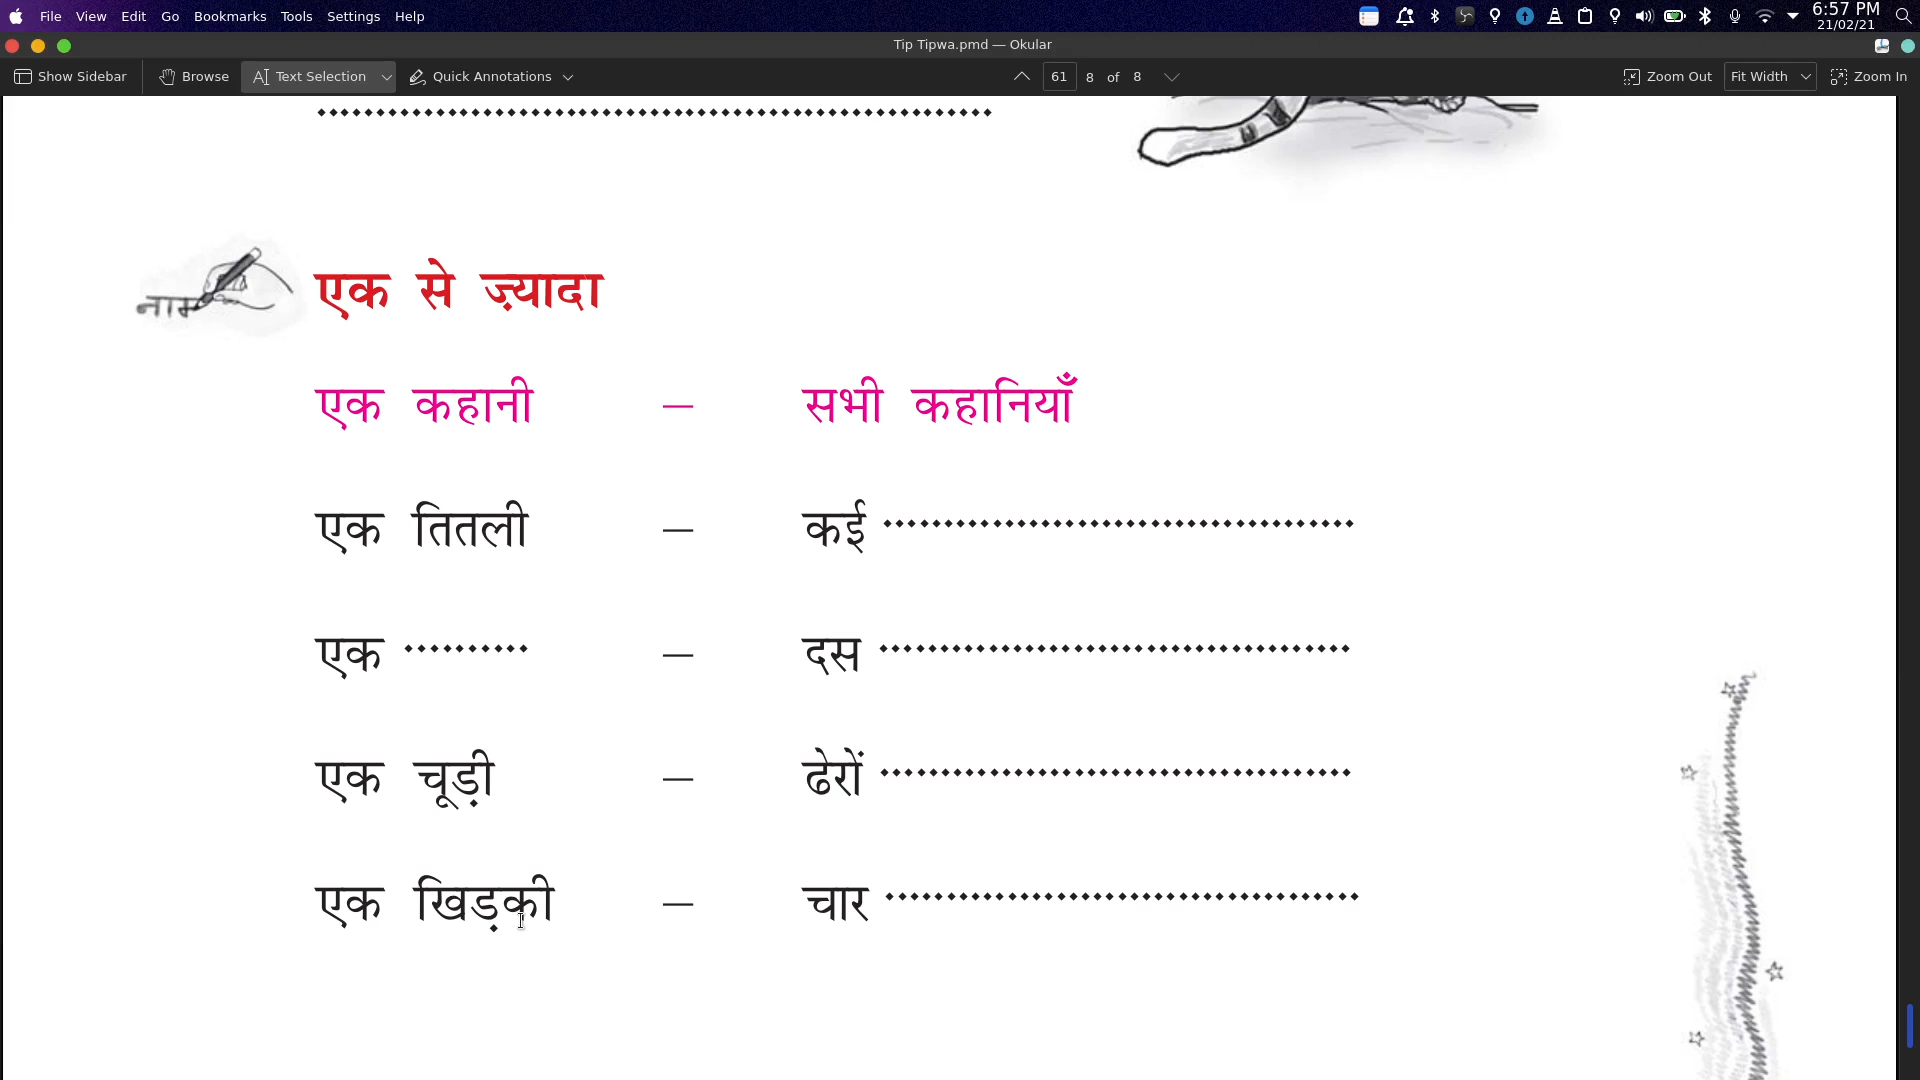 File View Edit Go Bookmarks Tools Settings Help 6:57 PM
21/02/21
Tip Tipwa.pmd — Okular
Show Sidebar Browse Text Selection Quick Annotations 61 8 of 8 Zoom Out Fit Width Zoom In
नाम
एक से ज़्यादा
एक कहानी — सभी कहानियाँ
एक तितली — कई
एक — दस
एक चूड़ी — ढेरों
एक खिड़की — चार